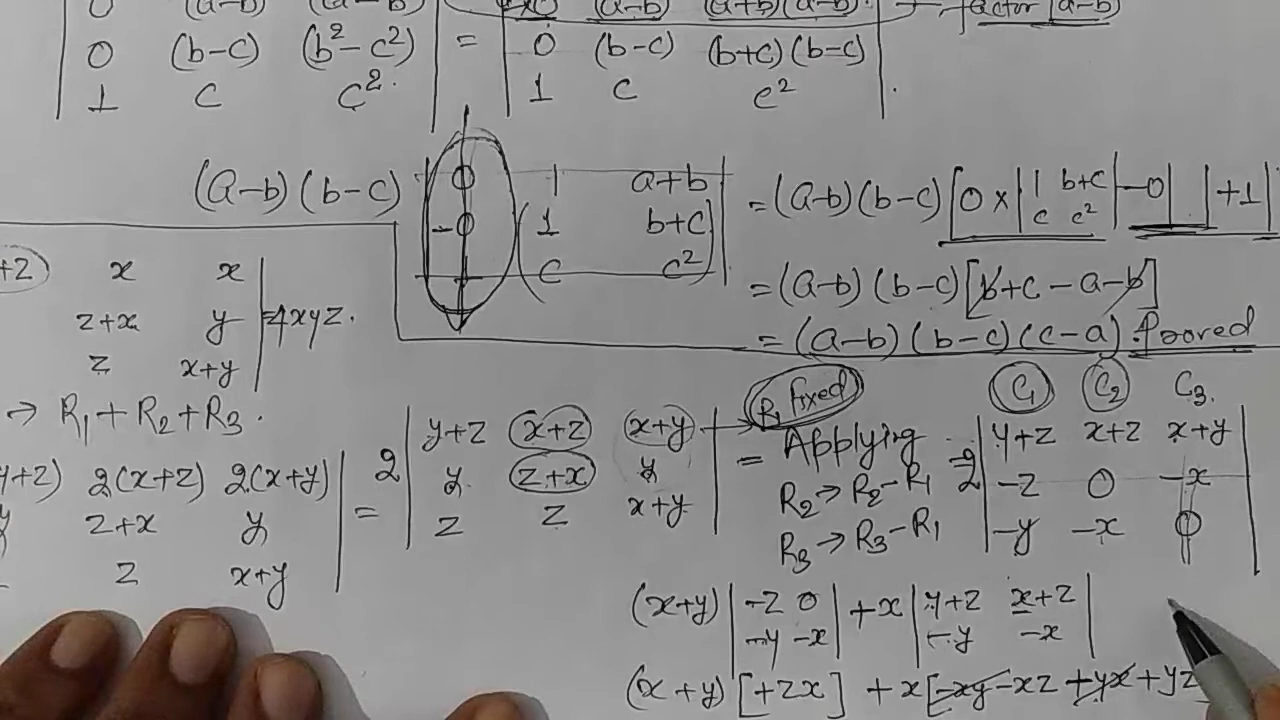 0 (a-b) (a-b) 0 (a-b) (a+b)(a-b) factor (a-b)
0 (b-c) (b²-c²) = 0 (b-c) (b+c)(b-c)
1 c c² 1 c c²
(a-b)(b-c) | 0 1 a+b | = (a-b)(b-c) [0 × | 1 b+c | -0 | | +1 |
-0 1 b+c c c²
c c²
= (a-b)(b-c) [b+c-a-b]
= (a-b)(b-c)(c-a). Poored
+z) x x
z+x y = 4xyz.
z x+y
→ R₁+R₂+R₃.
y+z) 2(x+z) 2(x+y) = 2 | y+z (x+z) (x+y) | → R₁ fixed
y z+x y y z+x y
z x+y z z x+y
= Applying
R₂→R₂-R₁
R₃→R₃-R₁
C₁ C₂ C₃.
=2 | y+z x+z x+y |
-z 0 -x
-y -x 0
(x+y) | -z 0 | +x | y+z x+z |
-y -x -y -x
(x+y) [+zx] +x[-xy-xz+yx+yz